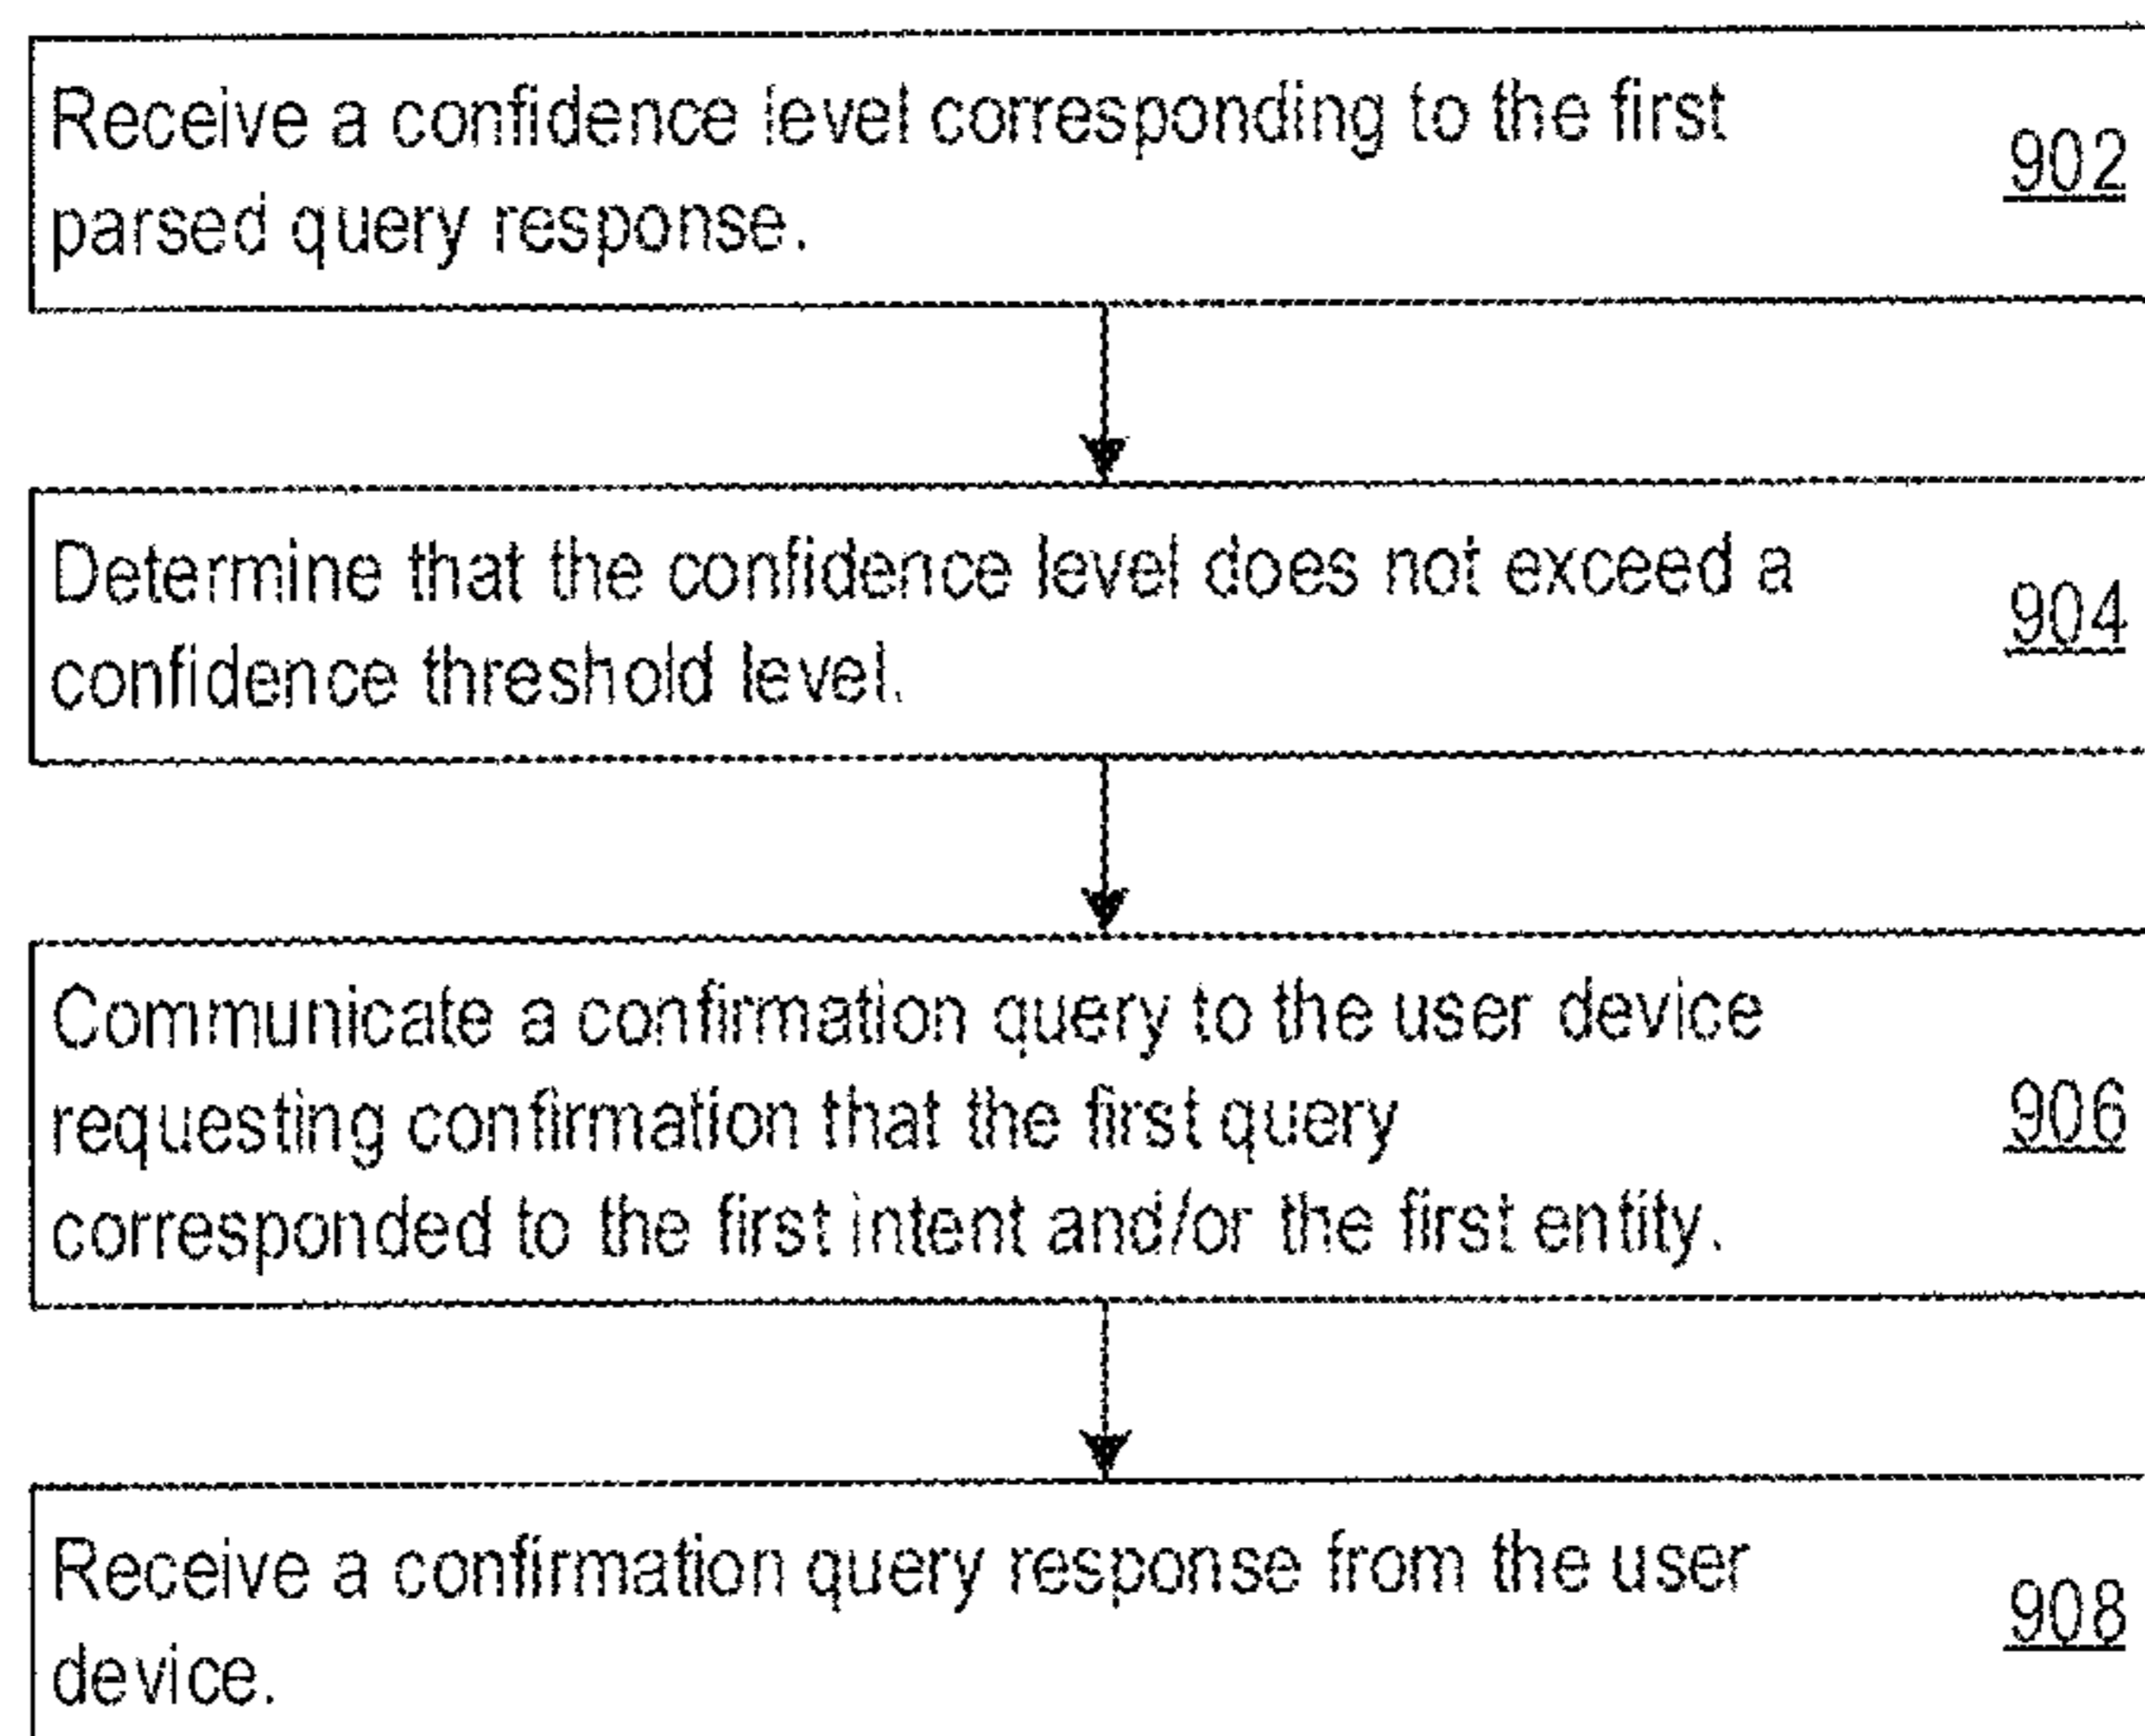 Receive a confidence level corresponding to the first
parsed query response.
902
Determine that the confidence level does not exceed a
confidence threshold level.
904
Communicate a confirmation query to the user device
requesting confirmation that the first query
corresponded to the first intent and/or the first entity.
906
Receive a confirmation query response from the user
device.
908